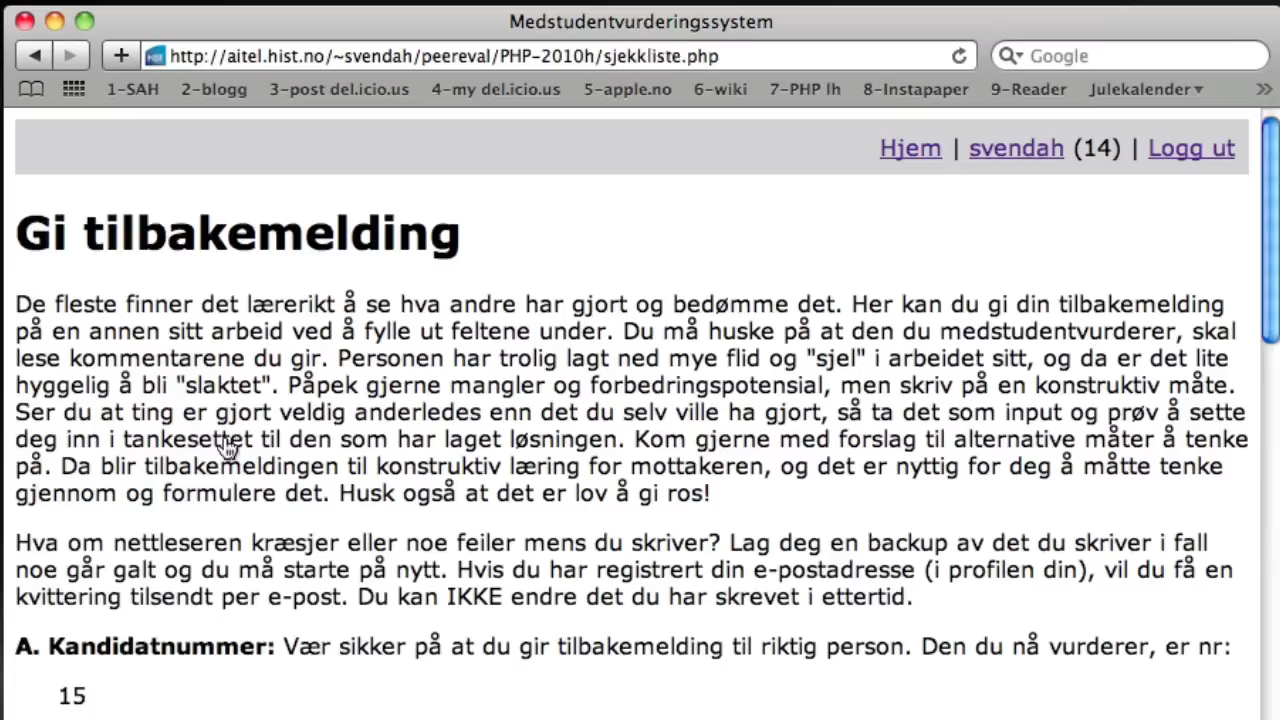 Medstudentvurderingssystem
http://aitel.hist.no/~svendah/peereval/PHP-2010h/sjekkliste.php
Google
1-SAH 2-blogg 3-post del.icio.us 4-my del.icio.us 5-apple.no 6-wiki 7-PHP lh 8-Instapaper 9-Reader Julekalender
Hjem | svendah (14) | Logg ut
Gi tilbakemelding
De fleste finner det lærerikt å se hva andre har gjort og bedømme det. Her kan du gi din tilbakemelding
på en annen sitt arbeid ved å fylle ut feltene under. Du må huske på at den du medstudentvurderer, skal
lese kommentarene du gir. Personen har trolig lagt ned mye flid og "sjel" i arbeidet sitt, og da er det lite
hyggelig å bli "slaktet". Påpek gjerne mangler og forbedringspotensial, men skriv på en konstruktiv måte.
Ser du at ting er gjort veldig anderledes enn det du selv ville ha gjort, så ta det som input og prøv å sette
deg inn i tankesettet til den som har laget løsningen. Kom gjerne med forslag til alternative måter å tenke
på. Da blir tilbakemeldingen til konstruktiv læring for mottakeren, og det er nyttig for deg å måtte tenke
gjennom og formulere det. Husk også at det er lov å gi ros!
Hva om nettleseren kræsjer eller noe feiler mens du skriver? Lag deg en backup av det du skriver i fall
noe går galt og du må starte på nytt. Hvis du har registrert din e-postadresse (i profilen din), vil du få en
kvittering tilsendt per e-post. Du kan IKKE endre det du har skrevet i ettertid.
A. Kandidatnummer: Vær sikker på at du gir tilbakemelding til riktig person. Den du nå vurderer, er nr:
15